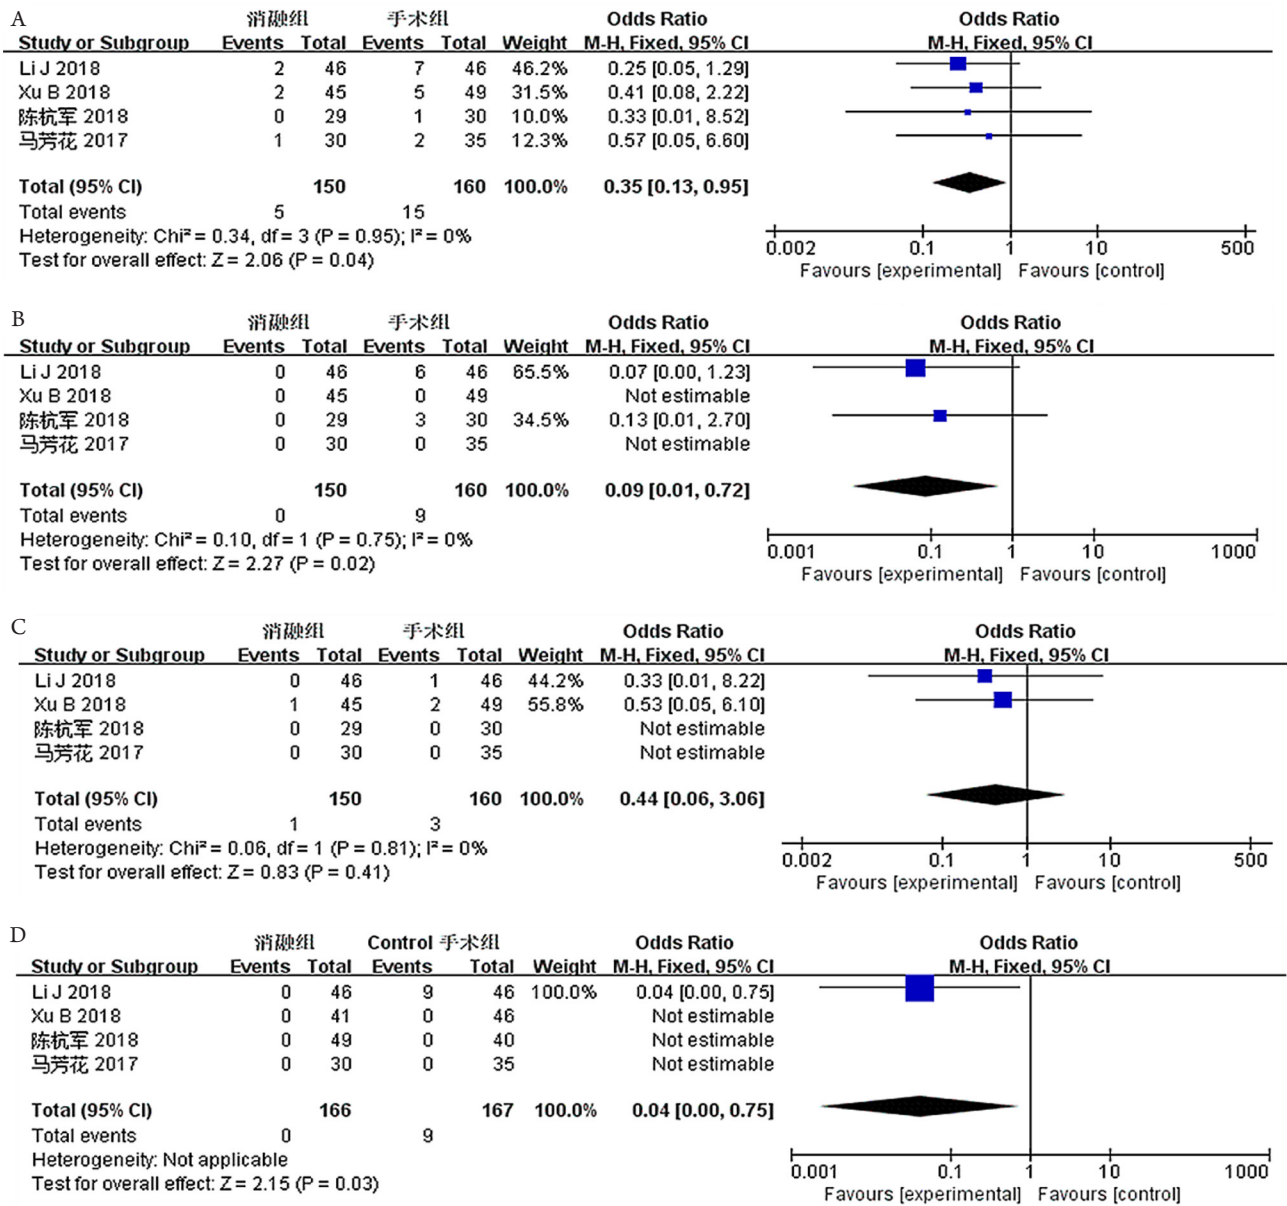 A
消融组 手术组 Odds Ratio Odds Ratio
Study or Subgroup Events Total Events Total Weight M-H, Fixed, 95% CI M-H, Fixed, 95% CI
Li J 2018 2 46 7 46 46.2% 0.25 [0.05, 1.29]
Xu B 2018 2 45 5 49 31.5% 0.41 [0.08, 2.22]
陈杭军 2018 0 29 1 30 10.0% 0.33 [0.01, 8.52]
马芳花 2017 1 30 2 35 12.3% 0.57 [0.05, 6.60]
Total (95% CI) 150 160 100.0% 0.35 [0.13, 0.95]
Total events 5 15
Heterogeneity: Chi² = 0.34, df = 3 (P = 0.95); I² = 0%
Test for overall effect: Z = 2.06 (P = 0.04)
0.002 0.1 1 10 500
Favours [experimental] Favours [control]
B
消融组 手术组 Odds Ratio Odds Ratio
Study or Subgroup Events Total Events Total Weight M-H, Fixed, 95% CI M-H, Fixed, 95% CI
Li J 2018 0 46 6 46 65.5% 0.07 [0.00, 1.23]
Xu B 2018 0 45 0 49 Not estimable
陈杭军 2018 0 29 3 30 34.5% 0.13 [0.01, 2.70]
马芳花 2017 0 30 0 35 Not estimable
Total (95% CI) 150 160 100.0% 0.09 [0.01, 0.72]
Total events 0 9
Heterogeneity: Chi² = 0.10, df = 1 (P = 0.75); I² = 0%
Test for overall effect: Z = 2.27 (P = 0.02)
0.001 0.1 1 10 1000
Favours [experimental] Favours [control]
C
消融组 手术组 Odds Ratio Odds Ratio
Study or Subgroup Events Total Events Total Weight M-H, Fixed, 95% CI M-H, Fixed, 95% CI
Li J 2018 0 46 1 46 44.2% 0.33 [0.01, 8.22]
Xu B 2018 1 45 2 49 55.8% 0.53 [0.05, 6.10]
陈杭军 2018 0 29 0 30 Not estimable
马芳花 2017 0 30 0 35 Not estimable
Total (95% CI) 150 160 100.0% 0.44 [0.06, 3.06]
Total events 1 3
Heterogeneity: Chi² = 0.06, df = 1 (P = 0.81); I² = 0%
Test for overall effect: Z = 0.83 (P = 0.41)
0.002 0.1 1 10 500
Favours [experimental] Favours [control]
D
消融组 Control 手术组 Odds Ratio Odds Ratio
Study or Subgroup Events Total Events Total Weight M-H, Fixed, 95% CI M-H, Fixed, 95% CI
Li J 2018 0 46 9 46 100.0% 0.04 [0.00, 0.75]
Xu B 2018 0 41 0 46 Not estimable
陈杭军 2018 0 49 0 40 Not estimable
马芳花 2017 0 30 0 35 Not estimable
Total (95% CI) 166 167 100.0% 0.04 [0.00, 0.75]
Total events 0 9
Heterogeneity: Not applicable
Test for overall effect: Z = 2.15 (P = 0.03)
0.001 0.1 1 10 1000
Favours [experimental] Favours [control]